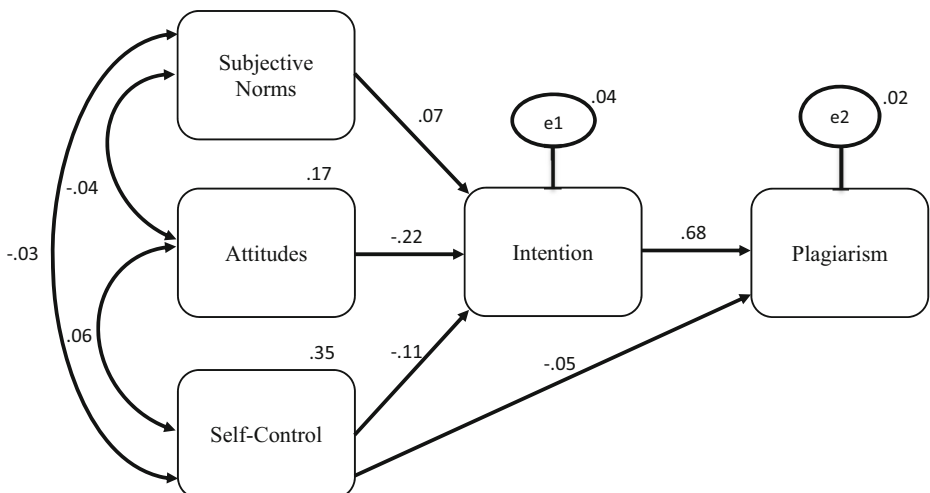 Subjective
Norms
.07
.04
e1
.02
e2
-.04
.17
-.03
Attitudes
-.22
Intention
.68
Plagiarism
.06
.35
-.11
-.05
Self-Control